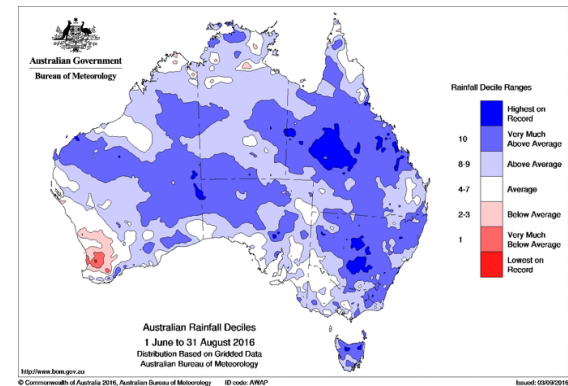 Australian Government
Bureau of Meteorology
Rainfall Decile Ranges
Highest on
Record
10
Very Much
Above Average
8-9
Above Average
4-7
Average
2-3
Below Average
1
Very Much
Below Average
Lowest on
Record
Australian Rainfall Deciles
1 June to 31 August 2016
Distribution Based on Gridded Data
Australian Bureau of Meteorology
http://www.bom.gov.au
© Commonwealth of Australia 2016, Australian Bureau of Meteorology ID code: AWAP Issued: 03/09/2016